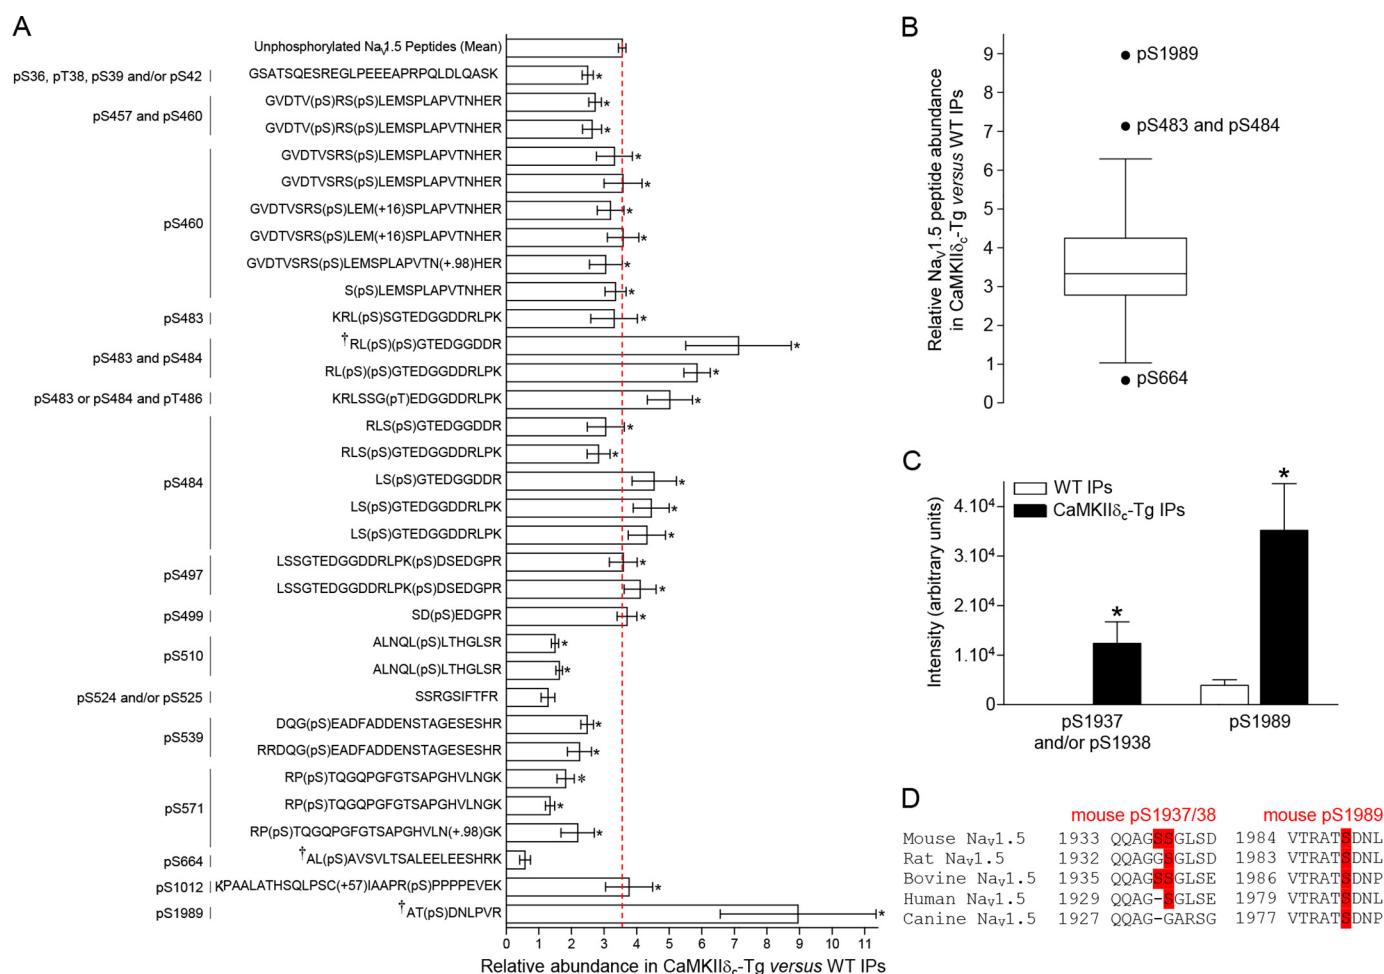 A
Unphosphorylated NaV1.5 Peptides (Mean)
pS36, pT38, pS39 and/or pS42 GSATSQESREGLPEEEAPRPQLDLQASK *
pS457 and pS460
GVDTV(pS)RS(pS)LEMSPLAPVTNHER *
GVDTV(pS)RS(pS)LEMSPLAPVTNHER *
pS460
GVDTVSRS(pS)LEMSPLAPVTNHER *
GVDTVSRS(pS)LEMSPLAPVTNHER *
GVDTVSRS(pS)LEM(+16)SPLAPVTNHER *
GVDTVSRS(pS)LEM(+16)SPLAPVTNHER *
GVDTVSRS(pS)LEMSPLAPVTN(+.98)HER *
S(pS)LEMSPLAPVTNHER *
pS483 KRL(pS)SGTEDGGDDRLPK *
pS483 and pS484
†RL(pS)(pS)GTEDGGDDR *
RL(pS)(pS)GTEDGGDDRLPK *
pS483 or pS484 and pT486 KRLSSG(pT)EDGGDDRLPK *
pS484
RLS(pS)GTEDGGDDR *
RLS(pS)GTEDGGDDRLPK *
LS(pS)GTEDGGDDR *
LS(pS)GTEDGGDDRLPK *
LS(pS)GTEDGGDDRLPK *
pS497
LSSGTEDGGDDRLPK(pS)DSEDGPR *
LSSGTEDGGDDRLPK(pS)DSEDGPR *
pS499 SD(pS)EDGPR *
pS510
ALNQL(pS)LTHGLSR *
ALNQL(pS)LTHGLSR *
pS524 and/or pS525 SSRGSIFTFR
pS539
DQG(pS)EADFADDENSTAGESESHR *
RRDQG(pS)EADFADDENSTAGESESHR *
pS571
RP(pS)TQGQPGFGTSAPGHVLNGK *
RP(pS)TQGQPGFGTSAPGHVLNGK *
RP(pS)TQGQPGFGTSAPGHVLN(+.98)GK *
pS664 †AL(pS)AVSVLTSALEELEESHRK
pS1012 KPAALATHSQLPSC(+57)IAAPR(pS)PPPPEVEK *
pS1989 †AT(pS)DNLPVR *
0 1 2 3 4 5 6 7 8 9 10 11
Relative abundance in CaMKIIδc-Tg versus WT IPs
B
Relative NaV1.5 peptide abundance
in CaMKIIδc-Tg versus WT IPs
9
8
7
6
5
4
3
2
1
0
pS1989
pS483 and pS484
pS664
C
Intensity (arbitrary units)
4.10⁴
3.10⁴
2.10⁴
1.10⁴
0
WT IPs
CaMKIIδc-Tg IPs
*
*
pS1937
and/or pS1938
pS1989
D
mouse pS1937/38 mouse pS1989
Mouse NaV1.5 1933 QQAGSSGLSD 1984 VTRATSDNL
Rat NaV1.5 1932 QQAGGSGLSD 1983 VTRATSDNL
Bovine NaV1.5 1935 QQAGSSGLSE 1986 VTRATSDNP
Human NaV1.5 1929 QQAG-SGLSE 1979 VTRATSDNL
Canine NaV1.5 1927 QQAG-GARSG 1977 VTRATSDNP